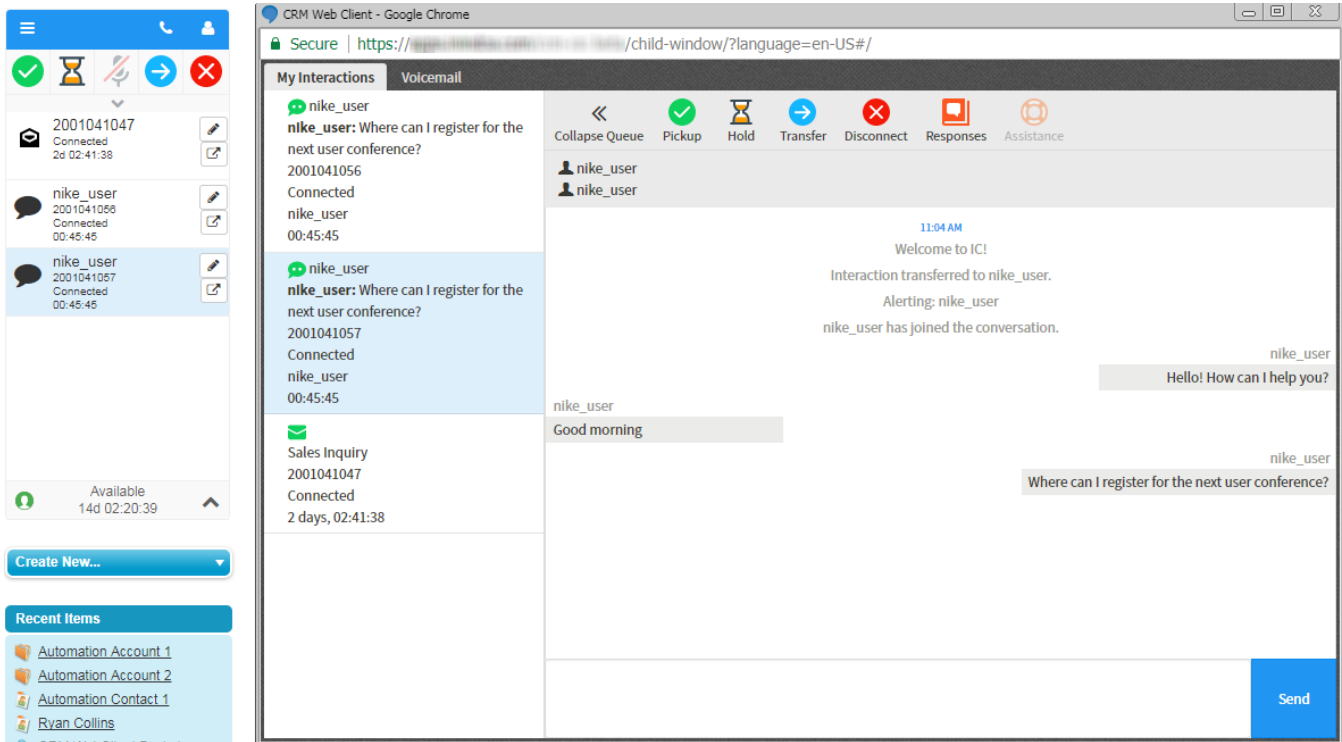 2001041047
Connected
2d 02:41:38
nike_user
2001041056
Connected
00:45:45
nike_user
2001041057
Connected
00:45:45
Available
14d 02:20:39
Create New...
Recent Items
Automation Account 1
Automation Account 2
Automation Contact 1
Ryan Collins
CRM Web Client - Google Chrome
Secure | https:// /child-window/?language=en-US#/
My Interactions Voicemail
nike_user
nike_user: Where can I register for the
next user conference?
2001041056
Connected
nike_user
00:45:45
nike_user
nike_user: Where can I register for the
next user conference?
2001041057
Connected
nike_user
00:45:45
Sales Inquiry
2001041047
Connected
2 days, 02:41:38
Collapse Queue Pickup Hold Transfer Disconnect Responses Assistance
nike_user
nike_user
11:04 AM
Welcome to IC!
Interaction transferred to nike_user.
Alerting: nike_user
nike_user has joined the conversation.
nike_user
Hello! How can I help you?
nike_user
Good morning
nike_user
Where can I register for the next user conference?
Send